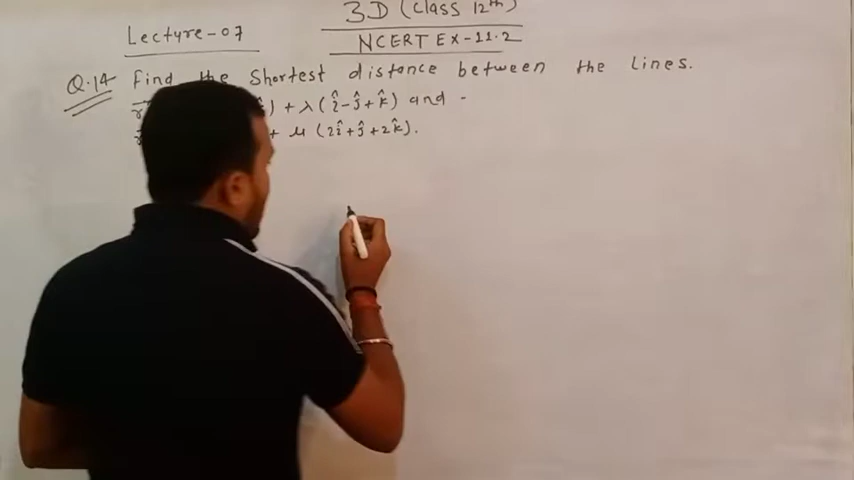 3D (Class 12th)
Lecture-07
NCERT EX-11.2
Q.14 Find the Shortest distance between the lines.
) + λ(î-ĵ+k̂) and -
+ μ (2î+ĵ+2k̂).